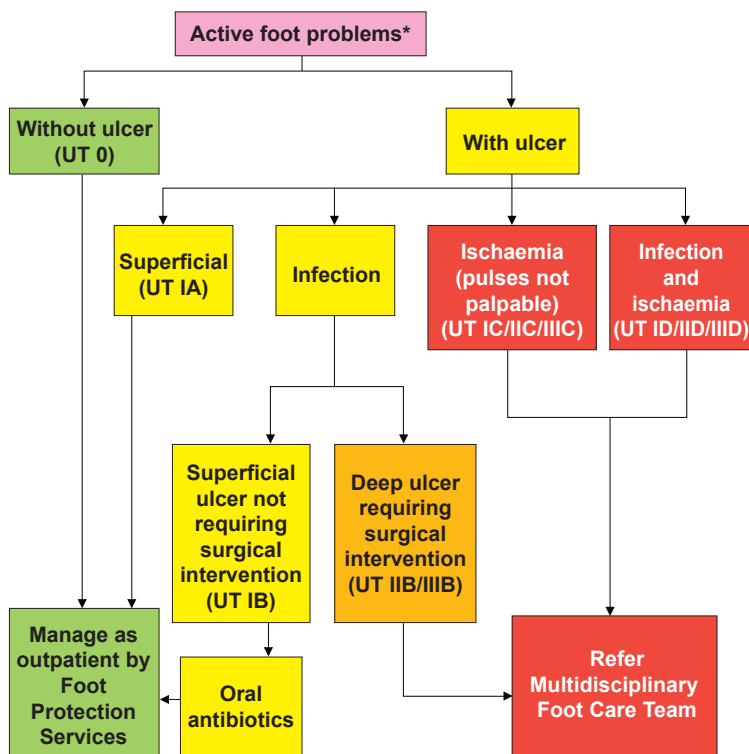 Active foot problems*
Without ulcer
(UT 0)
With ulcer
Superficial
(UT IA)
Infection
Ischaemia
(pulses not
palpable)
(UT IC/IIC/IIIC)
Infection
and
ischaemia
(UT ID/IID/IIID)
Superficial
ulcer not
requiring
surgical
intervention
(UT IB)
Deep ulcer
requiring
surgical
intervention
(UT IIB/IIIB)
Manage as
outpatient by
Foot
Protection
Services
Oral
antibiotics
Refer
Multidisciplinary
Foot Care Team